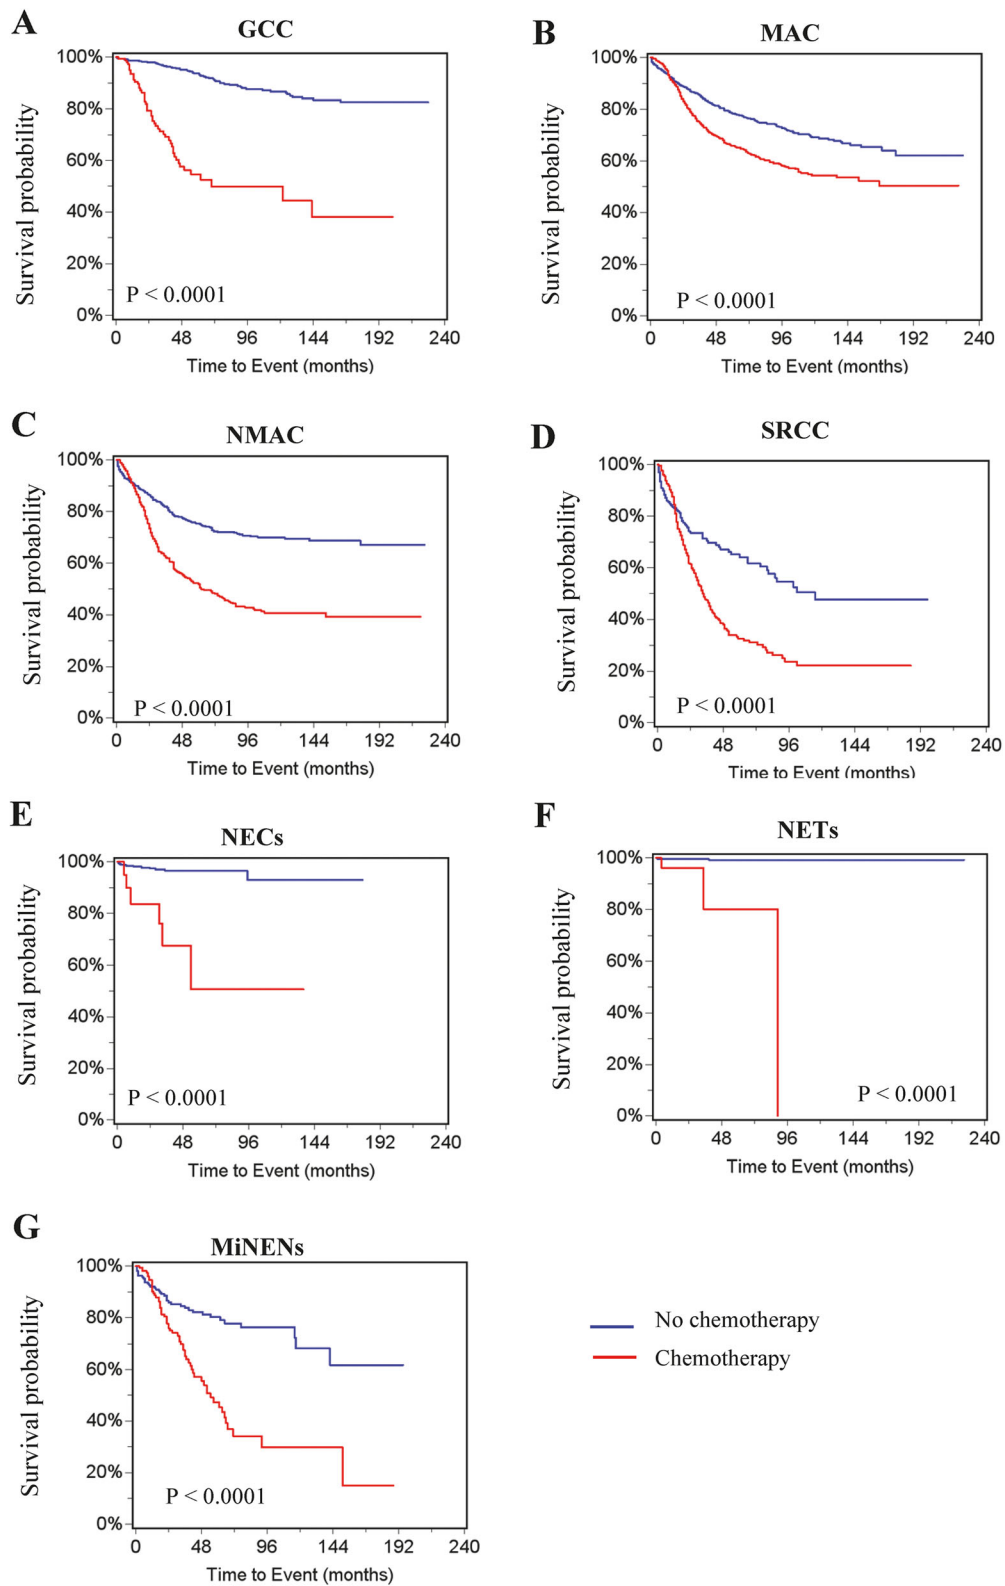 A
GCC
Survival probability
100%
80%
60%
40%
20%
0%
P < 0.0001
0 48 96 144 192 240
Time to Event (months)
B
MAC
Survival probability
100%
80%
60%
40%
20%
0%
P < 0.0001
0 48 96 144 192 240
Time to Event (months)
C
NMAC
Survival probability
100%
80%
60%
40%
20%
0%
P < 0.0001
0 48 96 144 192 240
Time to Event (months)
D
SRCC
Survival probability
100%
80%
60%
40%
20%
0%
P < 0.0001
0 48 96 144 192 240
Time to Event (months)
E
NECs
Survival probability
100%
80%
60%
40%
20%
0%
P < 0.0001
0 48 96 144 192 240
Time to Event (months)
F
NETs
Survival probability
100%
80%
60%
40%
20%
0%
P < 0.0001
0 48 96 144 192 240
Time to Event (months)
G
MiNENs
Survival probability
100%
80%
60%
40%
20%
0%
P < 0.0001
0 48 96 144 192 240
Time to Event (months)
No chemotherapy
Chemotherapy